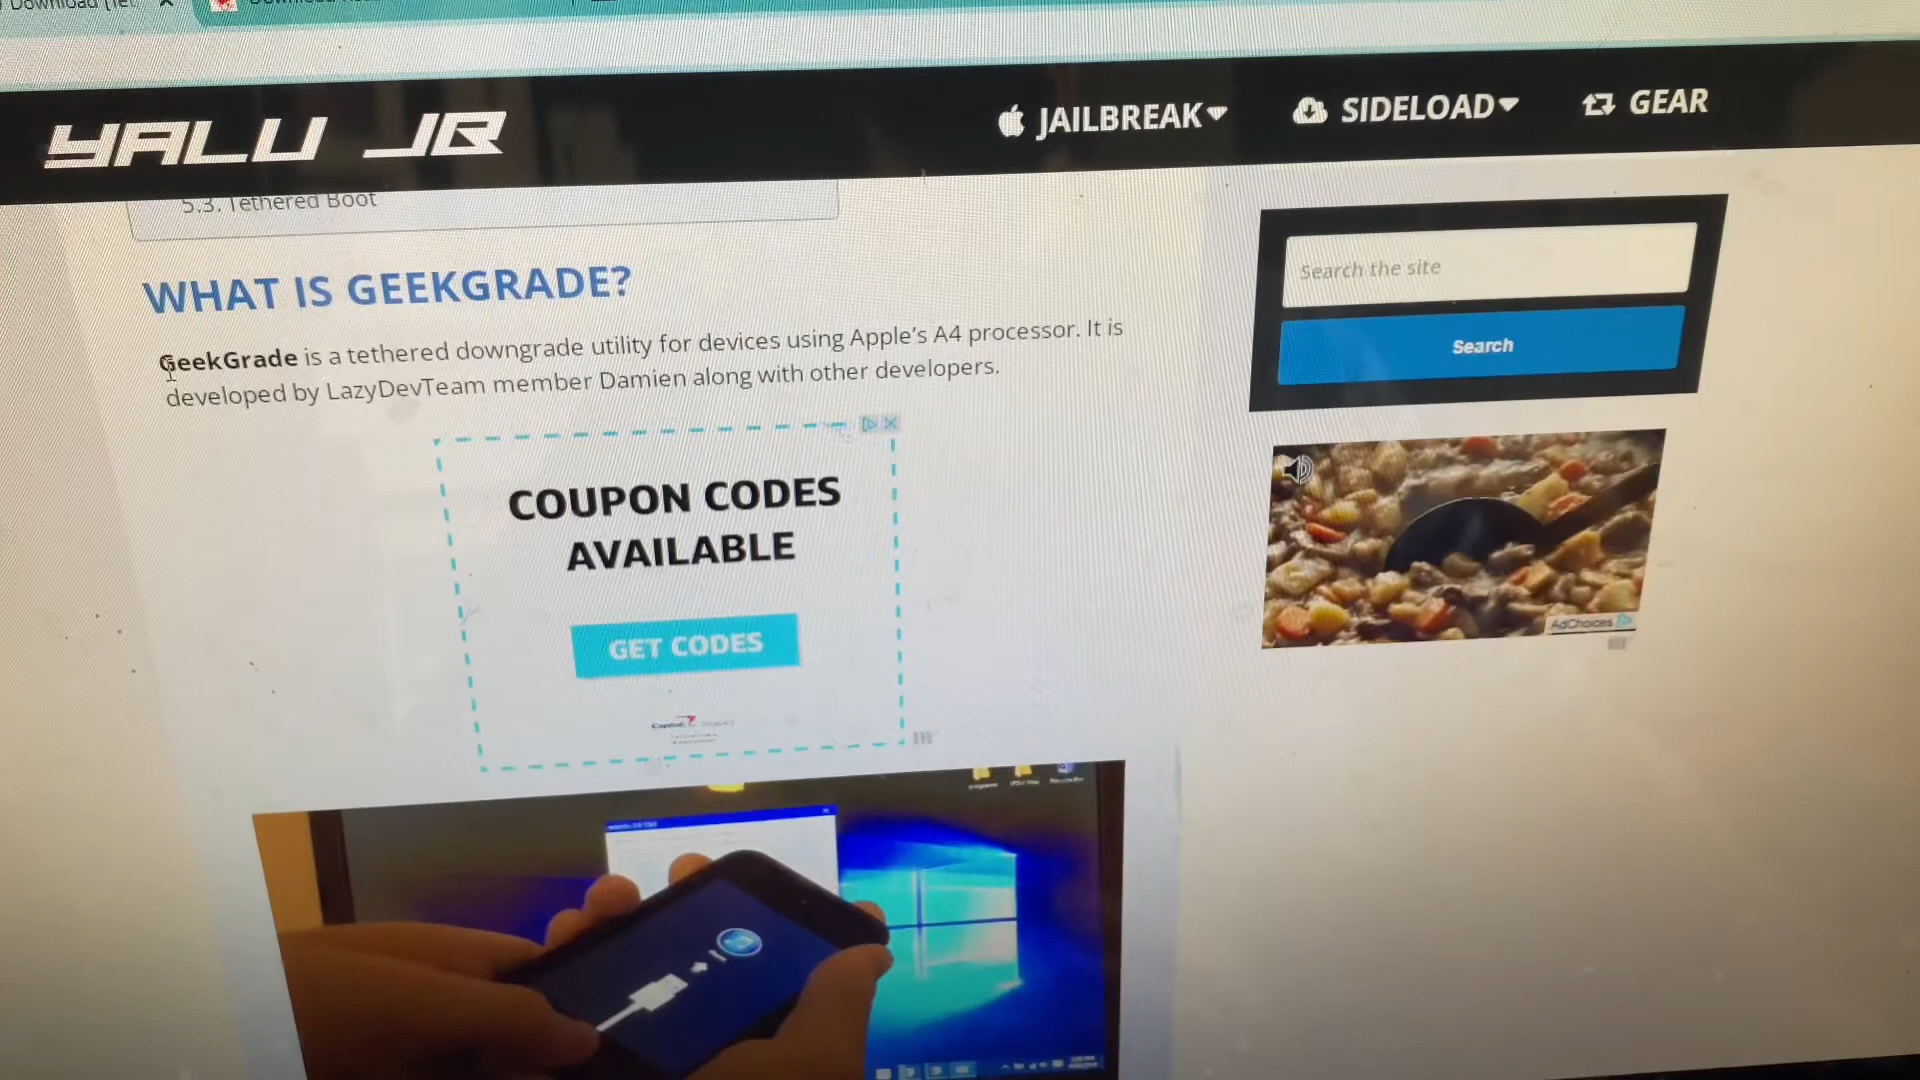 YALU JB
JAILBREAK
SIDELOAD
GEAR
5.3. Tethered Boot
WHAT IS GEEKGRADE?
GeekGrade is a tethered downgrade utility for devices using Apple's A4 processor. It is
developed by LazyDevTeam member Damien along with other developers.
Search the site
Search
COUPON CODES
AVAILABLE
GET CODES
Capital
AdChoices